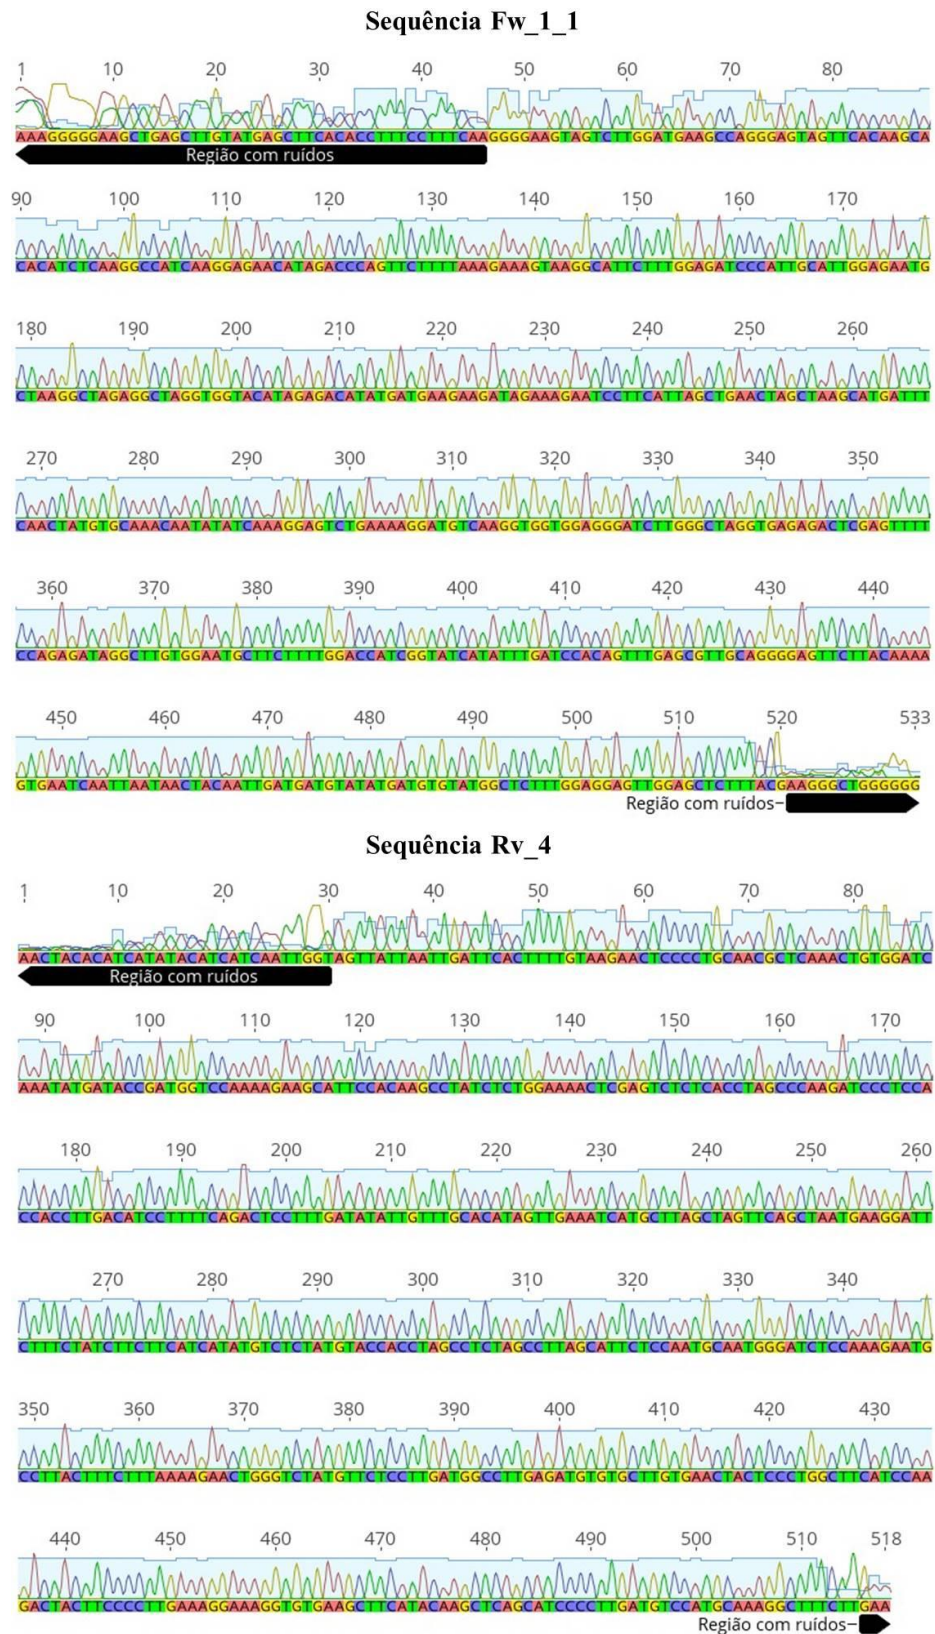 Sequência Fw_1_1
1 10 20 30 40 50 60 70 80
AAAGGGGGAAGCTGAGCTTGTATGAGCTTCACACCTTTCCTTTCAAGGGGAAGTAGTCTTGGATGAAGCCAGGGAGTAGTTCACAAGCA
Região com ruídos
90 100 110 120 130 140 150 160 170
CACATCTCAAGGCCATCAAGGAGAACATAGACCCAGTTCTTTTAAAGAAAGTAAGGCATTCTTTGGAGATCCCATTGCATTGGAGAATG
180 190 200 210 220 230 240 250 260
CTAAGGCTAGAGGCTAGGTGGTACATAGAGACATATGATGAAGAAGATAGAAAGAATCCTTCATTAGCTGAACTAGCTAAGCATGATTT
270 280 290 300 310 320 330 340 350
CAACTATGTGCAAACAATATATCAAAGGAGTCTGAAAAGGATGTCAAGGTGGTGGAGGGATCTTGGGCTAGGTGAGAGACTCGAGTTTT
360 370 380 390 400 410 420 430 440
CCAGAGATAGGCTTGTGGAATGCTTCTTTTGGACCATCGGTATCATATTTGATCCACAGTTTGAGCGTTGCAGGGGAGTTCTTACAAAA
450 460 470 480 490 500 510 520 533
GTGAATCAATTAATAACTACAATTGATGATGTATATGATGTGTATGGCTCTTTGGAGGAGTTGGAGCTCTTTACGAAGGGCTGGGGGG
Região com ruídos
Sequência Rv_4
1 10 20 30 40 50 60 70 80
AACTACACATCATATACATCATCAATTGGTAGTTATTAATTGATTCACTTTTGTAAGAACTCCCCTGCAACGCTCAAACTGTGGATC
Região com ruídos
90 100 110 120 130 140 150 160 170
AAATATGATACCGATGGTCCAAAAGAAGCATTCCACAAGCCTATCTCTGGAAAACTCGAGTCTCTCACCTAGCCCAAGATCCCTCCA
180 190 200 210 220 230 240 250 260
CCACCTTGACATCCTTTTCAGACTCCTTTGATATATTGTTTGCACATAGTTGAAATCATGCTTAGCTAGTTCAGCTAATGAAGGATT
270 280 290 300 310 320 330 340
CTTTCTATCTTCTTCATCATATGTCTCTATGTACCACCTAGCCTCTAGCCTTAGCATTCTCCAATGCAATGGGATCTCCAAAGAATG
350 360 370 380 390 400 410 420 430
CCTTACTTTCTTTAAAAGAACTGGGTCTATGTTCTCCTTGATGGCCTTGAGATGTGTGCTTGTGAACTACTCCCTGGCTTCATCCAA
440 450 460 470 480 490 500 510 518
GACTACTTCCCCTTGAAAGGAAAGGTGTGAAGCTTCATACAAGCTCAGCATCCCCTTGATGTCCATGCAAAGGCTTTCTTGAA
Região com ruídos